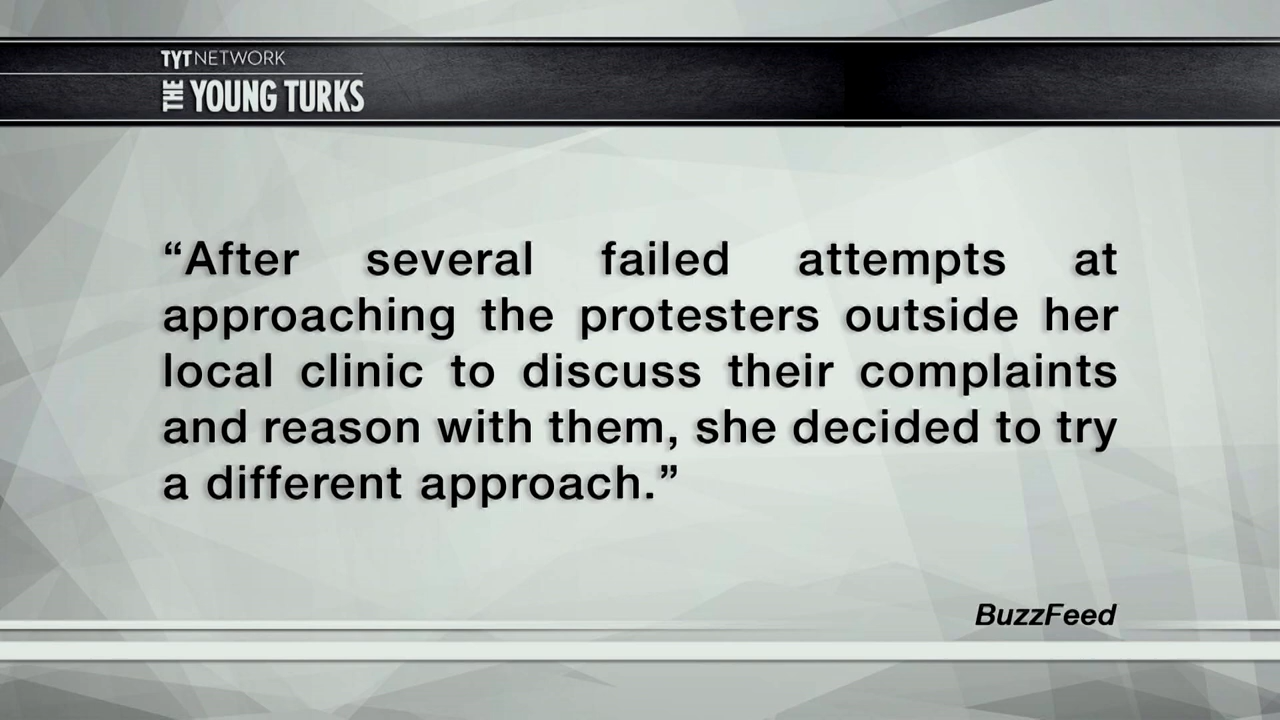 TYT NETWORK
THE YOUNG TURKS
“After several failed attempts at
approaching the protesters outside her
local clinic to discuss their complaints
and reason with them, she decided to try
a different approach.”
BuzzFeed